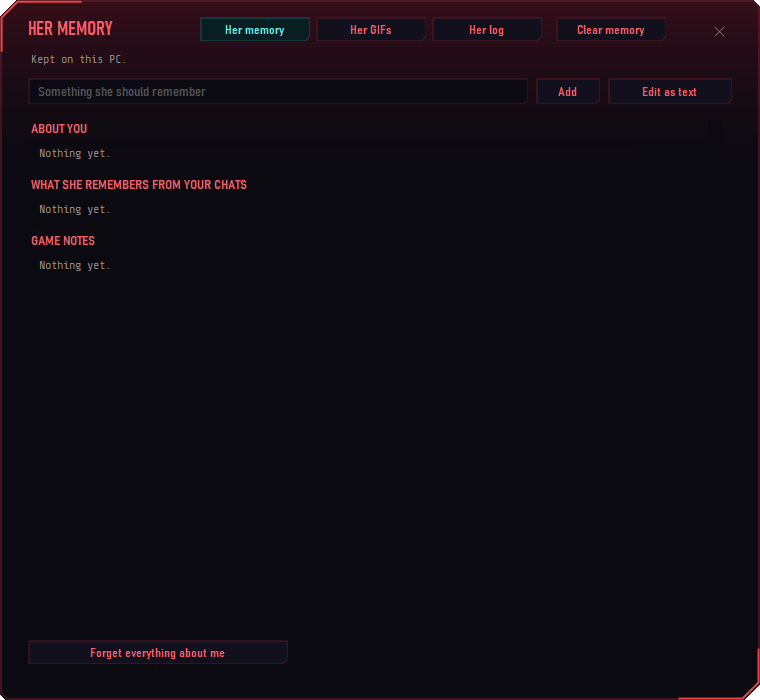 HER MEMORY
Her memory
Her GIFs
Her log
Clear memory
Kept on this PC.
Something she should remember
Add
Edit as text
ABOUT YOU
Nothing yet.
WHAT SHE REMEMBERS FROM YOUR CHATS
Nothing yet.
GAME NOTES
Nothing yet.
Forget everything about me